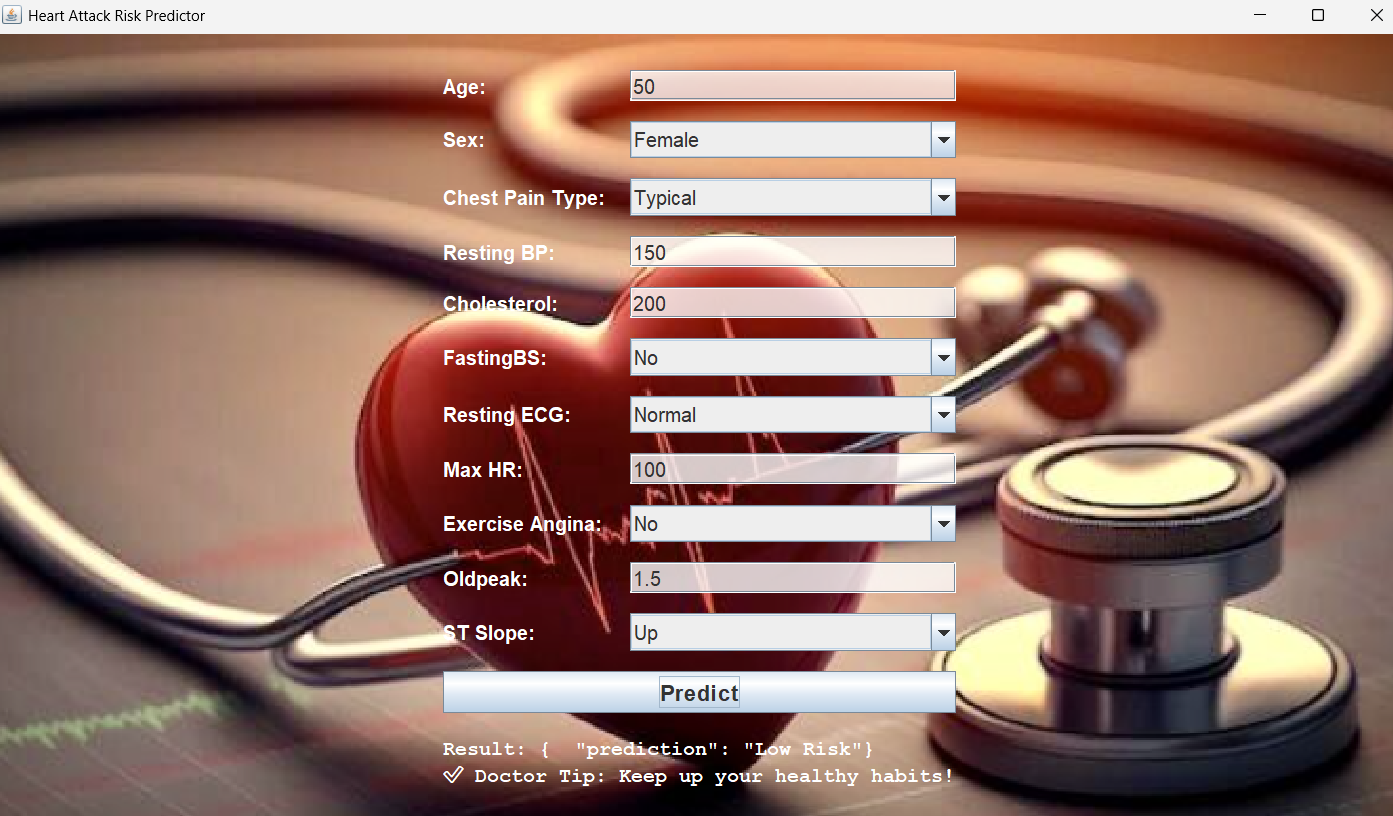 Heart Attack Risk Predictor
Age: 50
Sex: Female
Chest Pain Type: Typical
Resting BP: 150
Cholesterol: 200
FastingBS: No
Resting ECG: Normal
Max HR: 100
Exercise Angina: No
Oldpeak: 1.5
ST Slope: Up
Predict
Result: {  "prediction": "Low Risk"}
✓ Doctor Tip: Keep up your healthy habits!